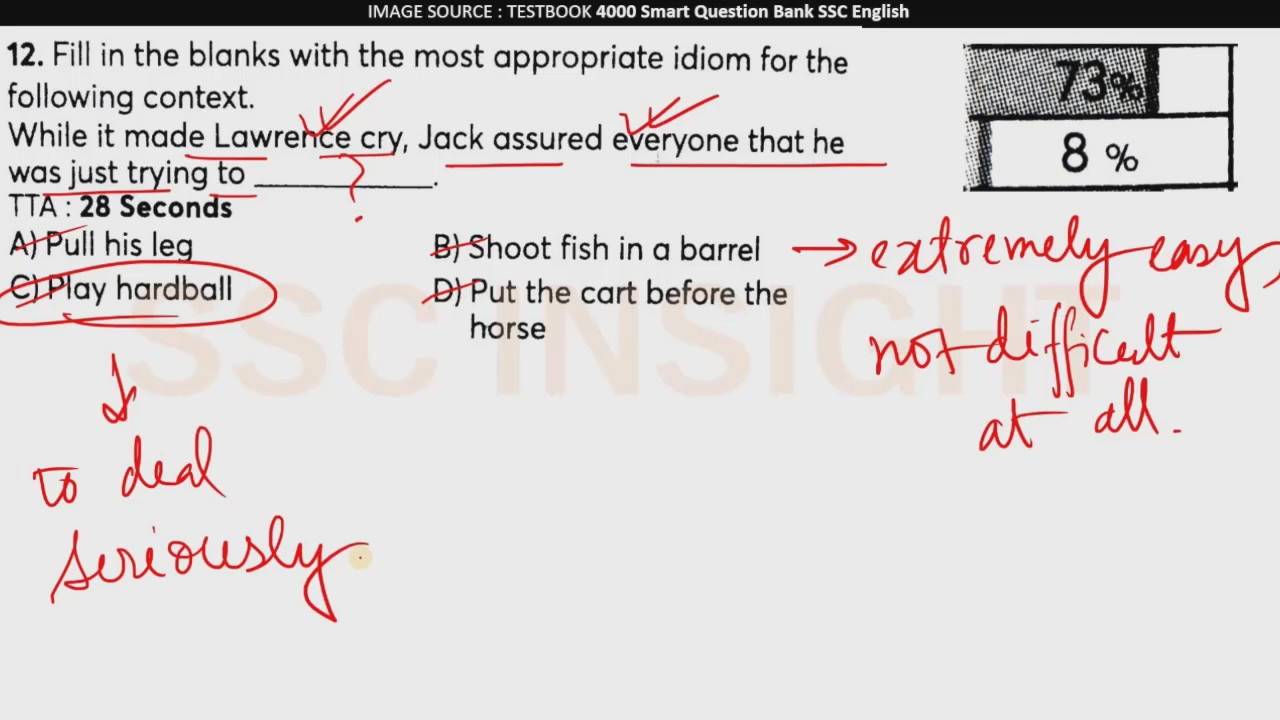 IMAGE SOURCE : TESTBOOK 4000 Smart Question Bank SSC English
12. Fill in the blanks with the most appropriate idiom for the
following context.
While it made Lawrence cry, Jack assured everyone that he
was just trying to ______________.
?
TTA : 28 Seconds
A) Pull his leg
B) Shoot fish in a barrel
C) Play hardball
D) Put the cart before the
horse
73%
8 %
→ extremely easy,
not difficult
at all.
to deal
seriously
SSC INSIGHT